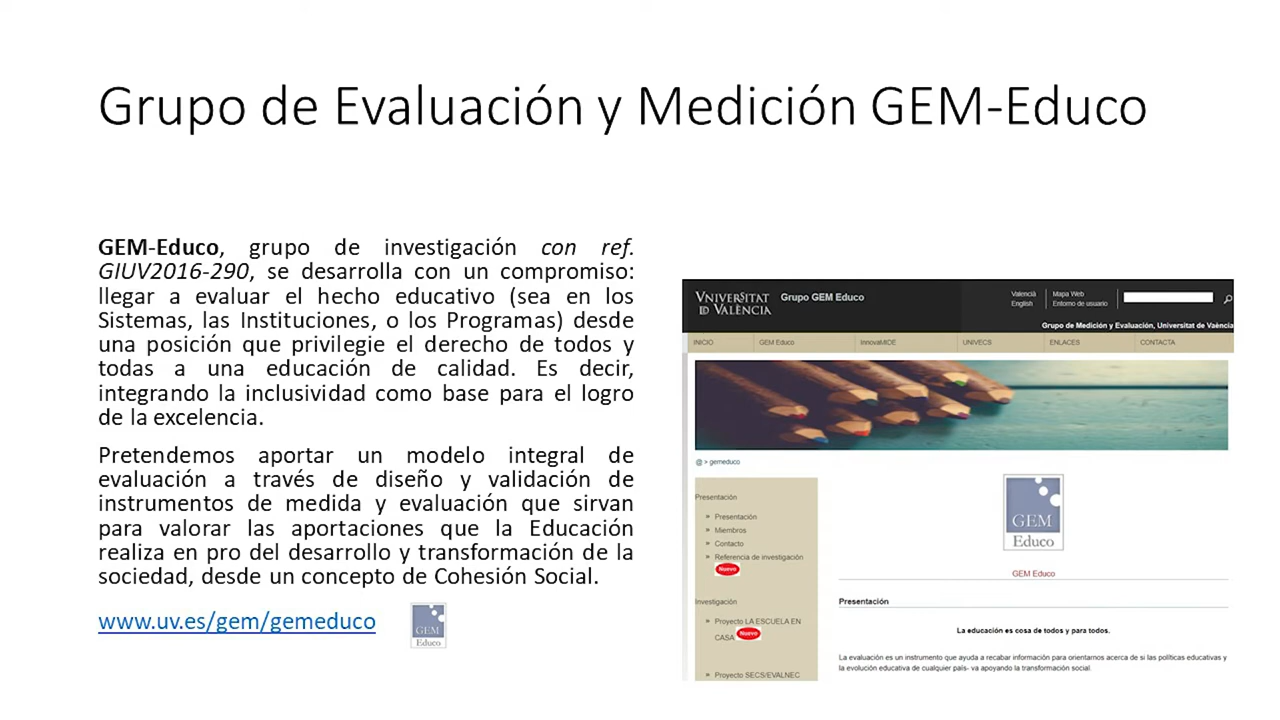 Grupo de Evaluación y Medición GEM-Educo
GEM-Educo, grupo de investigación con ref.
GIUV2016-290, se desarrolla con un compromiso:
llegar a evaluar el hecho educativo (sea en los
Sistemas, las Instituciones, o los Programas) desde
una posición que privilegie el derecho de todos y
todas a una educación de calidad. Es decir,
integrando la inclusividad como base para el logro
de la excelencia.
Pretendemos aportar un modelo integral de
evaluación a través de diseño y validación de
instrumentos de medida y evaluación que sirvan
para valorar las aportaciones que la Educación
realiza en pro del desarrollo y transformación de la
sociedad, desde un concepto de Cohesión Social.
www.uv.es/gem/gemeduco
GEM
Educo
VNIVERSITAT
ID VALÈNCIA
Grupo GEM Educo
Valencià
English
Mapa Web
Entorno de usuario
Grupo de Medición y Evaluación, Universitat de València
INICIO GEM Educo InnovaMIDE UNIVECS ENLACES CONTACTA
@ > gemeduco
Presentación
» Presentación
» Miembros
» Contacto
» Referencia de investigación
Nuevo
Investigación
» Proyecto LA ESCUELA EN
CASA Nuevo
» Proyecto SECS/EVALNEC
GEM
Educo
GEM Educo
Presentación
La educación es cosa de todos y para todos.
La evaluación es un instrumento que ayuda a recabar información para orientarnos acerca de si las políticas educativas y
la evolución educativa de cualquier país- va apoyando la transformación social.